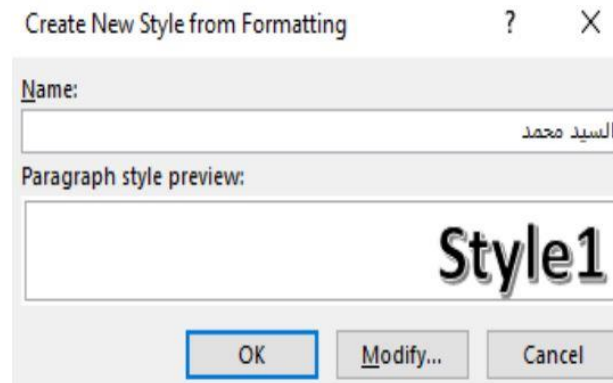 Create New Style from Formatting ? X
Name:
السيد محمد
Paragraph style preview:
Style1
OK Modify... Cancel